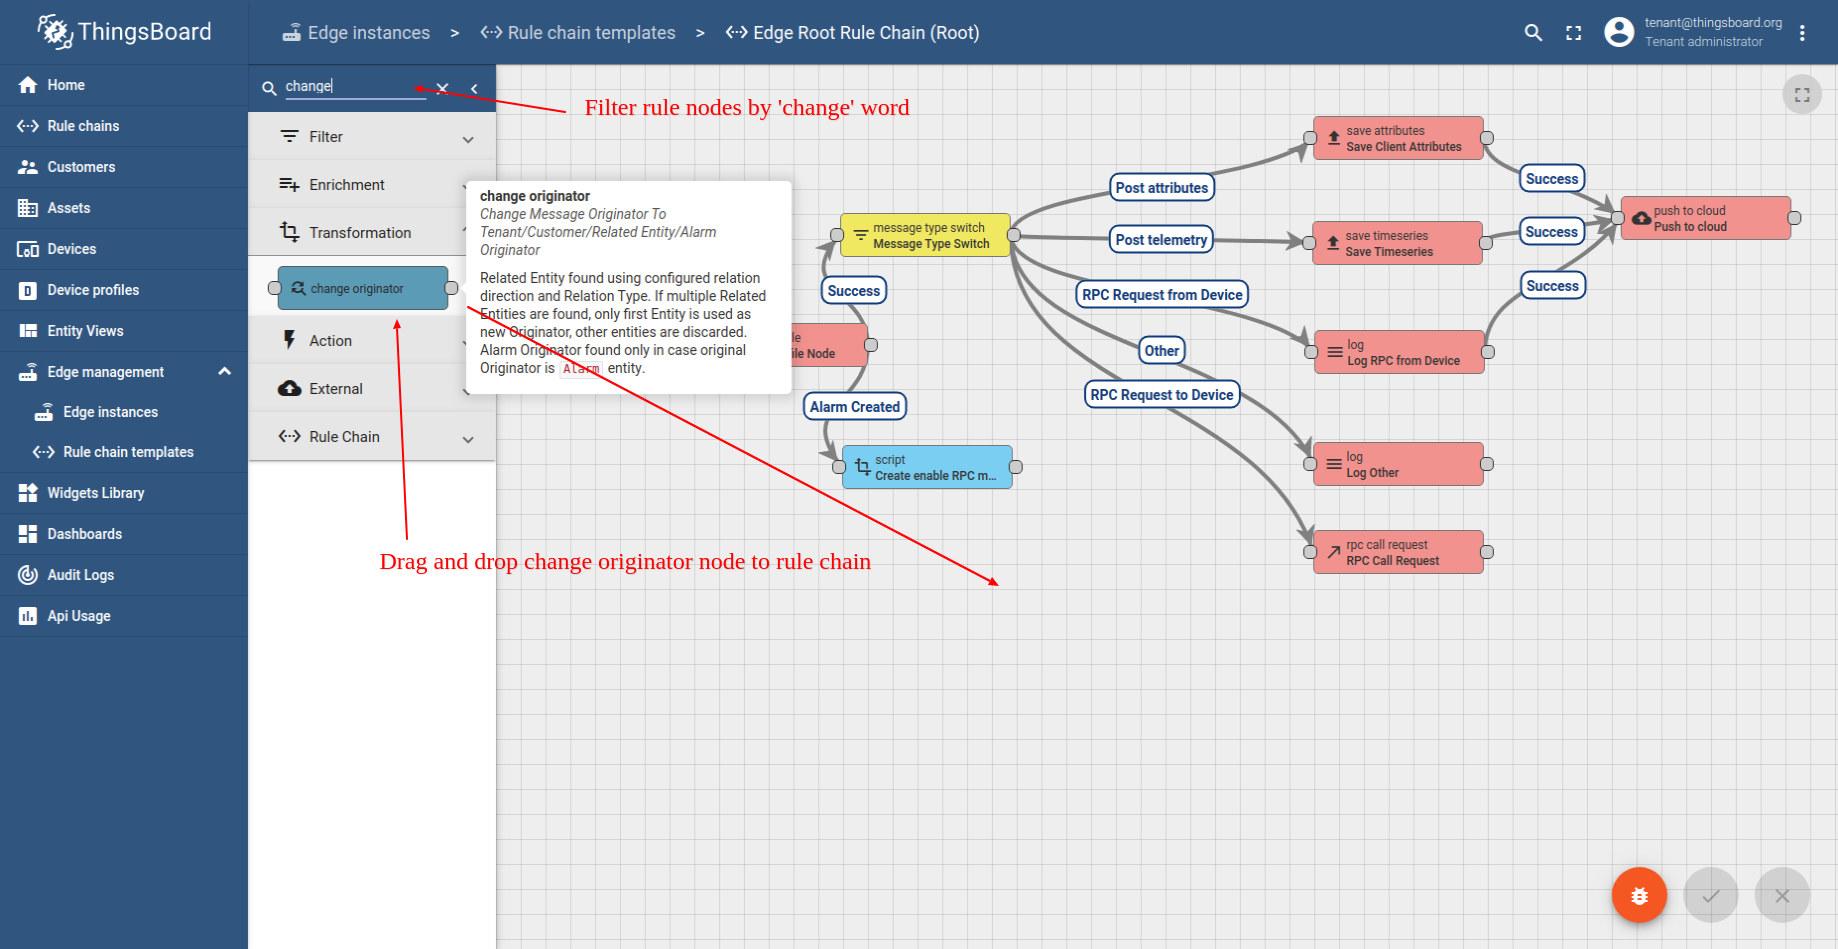 ThingsBoard
Edge instances > Rule chain templates > Edge Root Rule Chain (Root)
tenant@thingsboard.org
Tenant administrator
Home
Rule chains
Customers
Assets
Devices
Device profiles
Entity Views
Edge management
Edge instances
Rule chain templates
Widgets Library
Dashboards
Audit Logs
Api Usage
change
Filter rule nodes by 'change' word
Filter
Enrichment
Transformation
change originator
Action
External
Rule Chain
change originator
Change Message Originator To
Tenant/Customer/Related Entity/Alarm
Originator
Related Entity found using configured relation
direction and Relation Type. If multiple Related
Entities are found, only first Entity is used as
new Originator, other entities are discarded.
Alarm Originator found only in case original
Originator is Alarm entity.
Drag and drop change originator node to rule chain
le
ile Node
Success
Alarm Created
message type switch
Message Type Switch
script
Create enable RPC m...
Post attributes
Post telemetry
RPC Request from Device
Other
RPC Request to Device
save attributes
Save Client Attributes
save timeseries
Save Timeseries
log
Log RPC from Device
log
Log Other
rpc call request
RPC Call Request
Success
Success
Success
push to cloud
Push to cloud